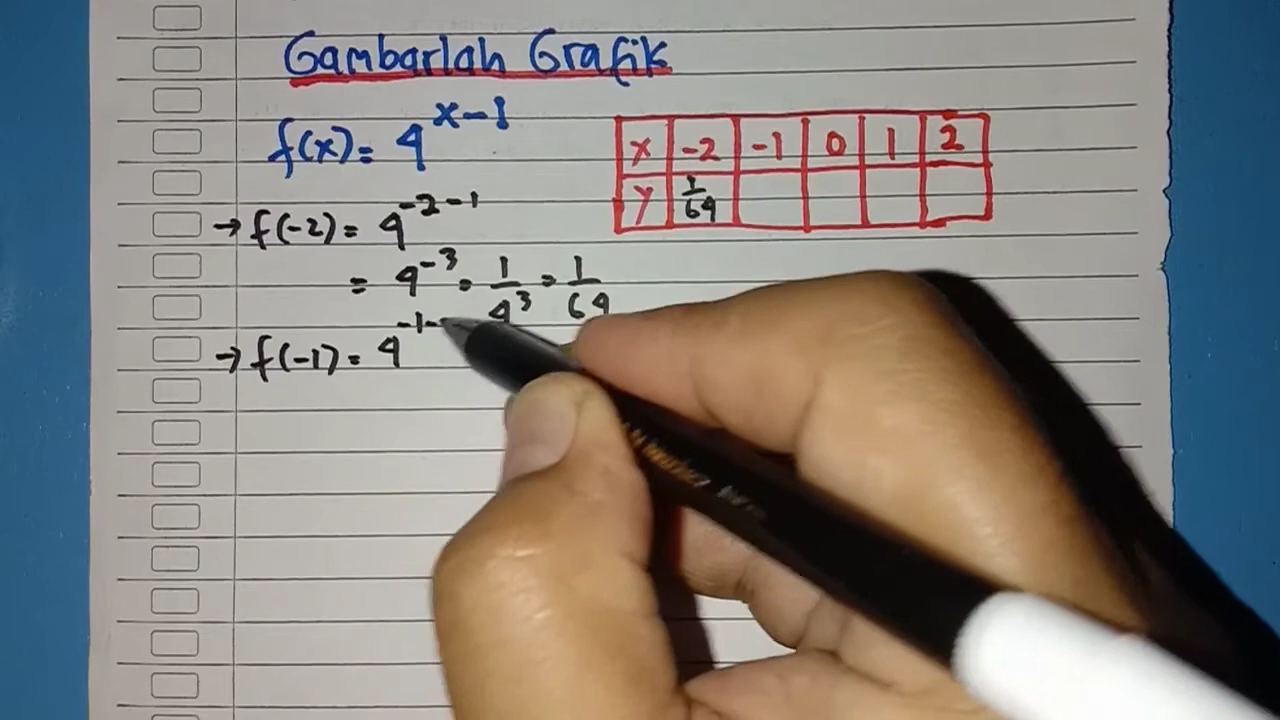 Gambarlah Grafik
f(x) = 4^{x-1}
x -2 -1 0 1 2
y 1/64
→ f(-2) = 4^{-2-1}
= 4^{-3} = 1/4^3 = 1/64
→ f(-1) = 4^{-1-}